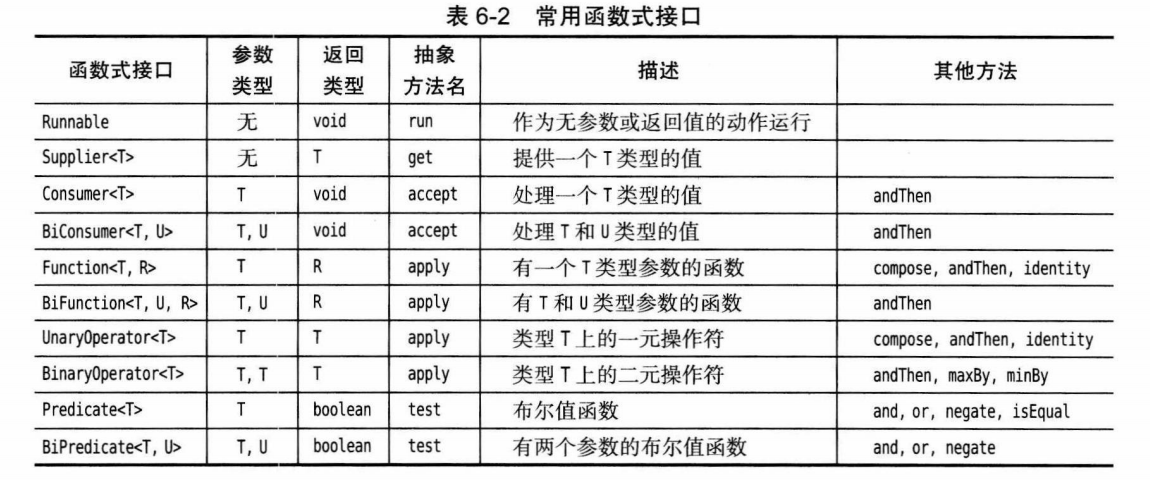 表 6-2 常用函数式接口
函数式接口 参数类型 返回类型 抽象方法名 描述 其他方法
Runnable 无 void run 作为无参数或返回值的动作运行
Supplier<T> 无 T get 提供一个 T 类型的值
Consumer<T> T void accept 处理一个 T 类型的值 andThen
BiConsumer<T, U> T, U void accept 处理 T 和 U 类型的值 andThen
Function<T, R> T R apply 有一个 T 类型参数的函数 compose, andThen, identity
BiFunction<T, U, R> T, U R apply 有 T 和 U 类型参数的函数 andThen
UnaryOperator<T> T T apply 类型 T 上的一元操作符 compose, andThen, identity
BinaryOperator<T> T, T T apply 类型 T 上的二元操作符 andThen, maxBy, minBy
Predicate<T> T boolean test 布尔值函数 and, or, negate, isEqual
BiPredicate<T, U> T, U boolean test 有两个参数的布尔值函数 and, or, negate